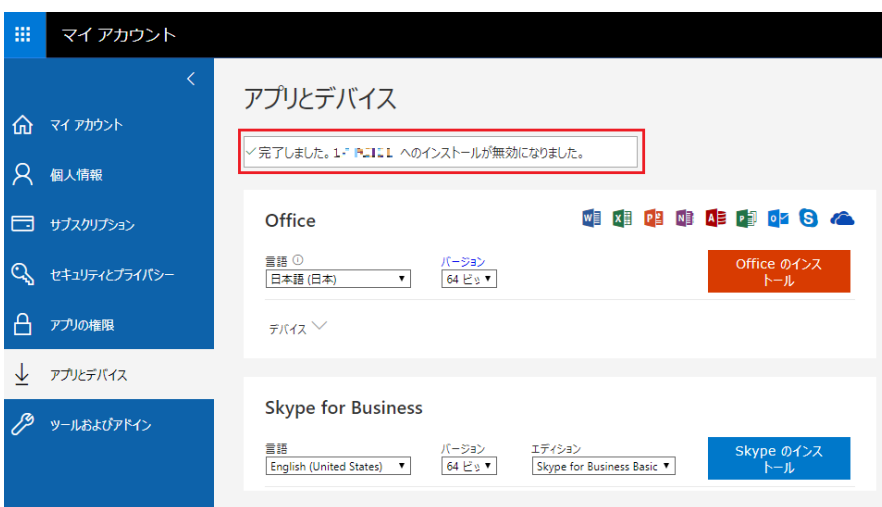 マイ アカウント
アプリとデバイス
完了しました。 へのインストールが無効になりました。
マイ アカウント
個人情報
サブスクリプション
セキュリティとプライバシー
アプリの権限
アプリとデバイス
ツールおよびアドイン
Office
言語
バージョン
日本語 (日本)
64 ビッ
Office のインス
トール
デバイス
Skype for Business
言語
バージョン
エディション
English (United States)
64 ビッ
Skype for Business Basic
Skype のインス
トール